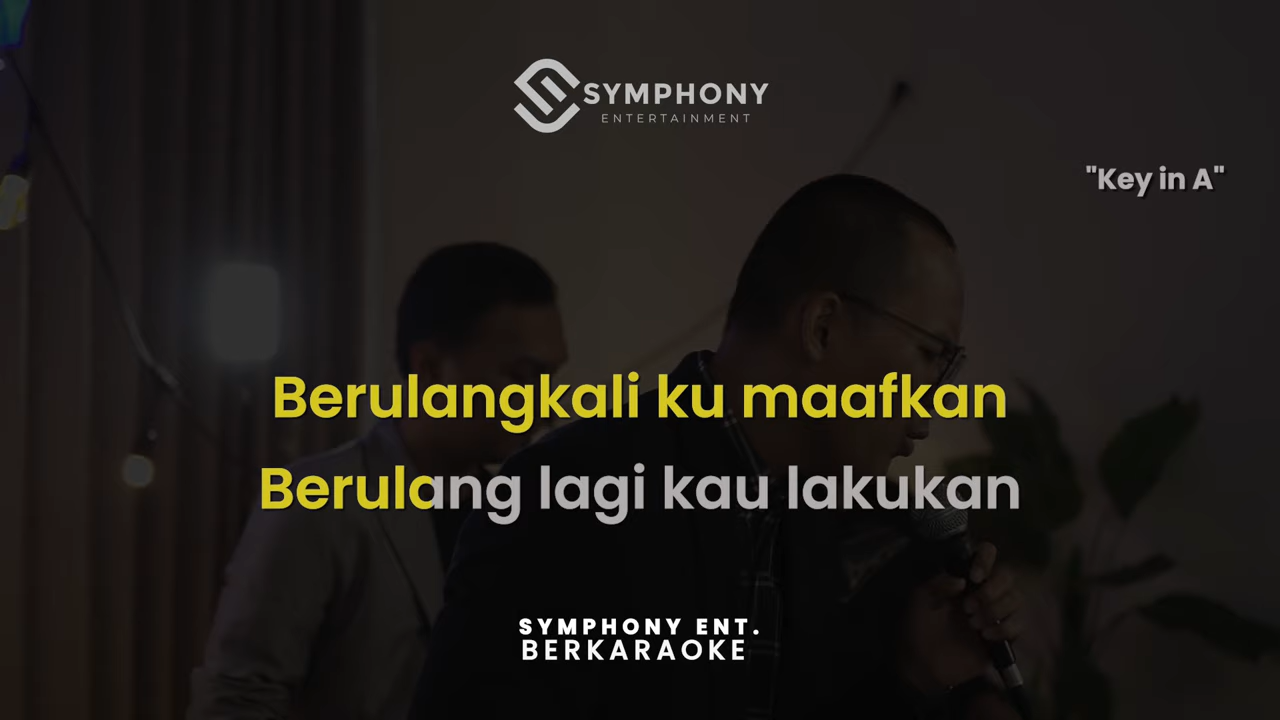 SYMPHONY
ENTERTAINMENT
"Key in A"
Berulangkali ku maafkan
Berulang lagi kau lakukan
SYMPHONY ENT.
BERKARAOKE